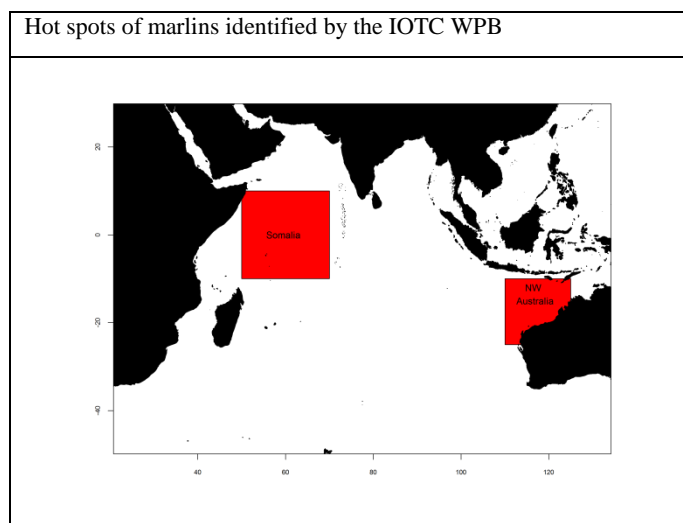 Hot spots of marlins identified by the IOTC WPB
20
0
-20
-40
Somalia
NW
Australia
40
60
80
100
120